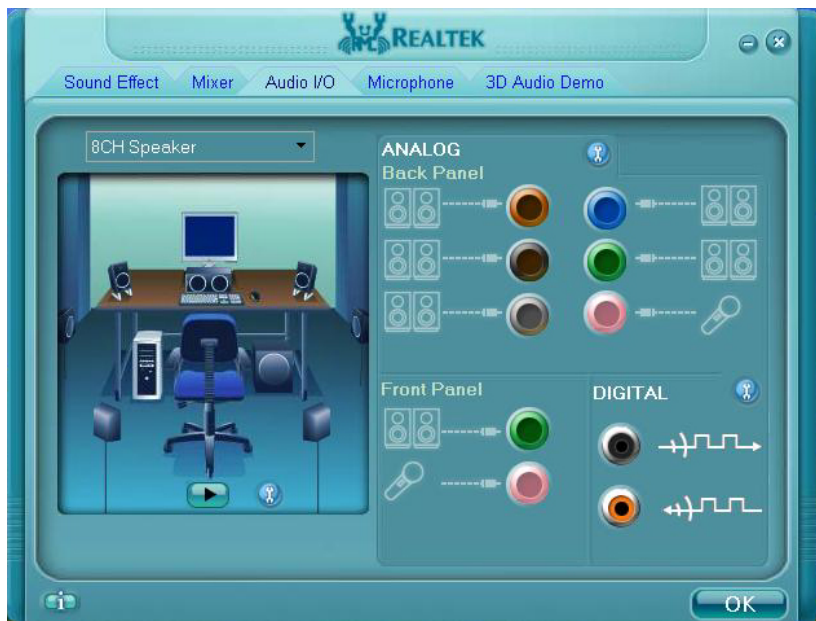 REALTEK
Sound Effect Mixer Audio I/O Microphone 3D Audio Demo
8CH Speaker
ANALOG
Back Panel
Front Panel
DIGITAL
OK